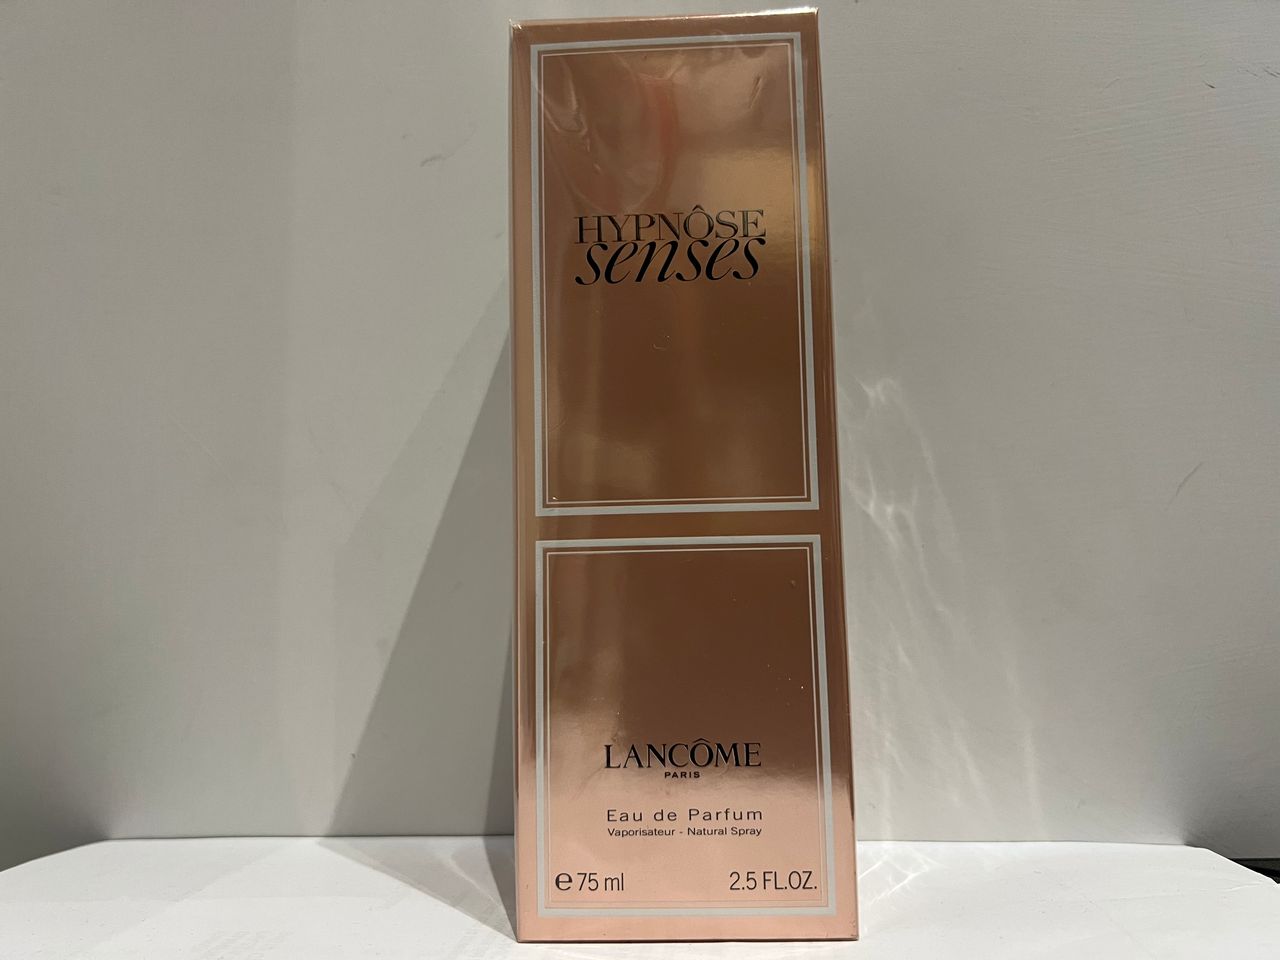 HYPNÔSE
senses
LANCÔME
PARIS
Eau de Parfum
Vaporisateur - Natural Spray
℮ 75 ml 2.5 FL.OZ.